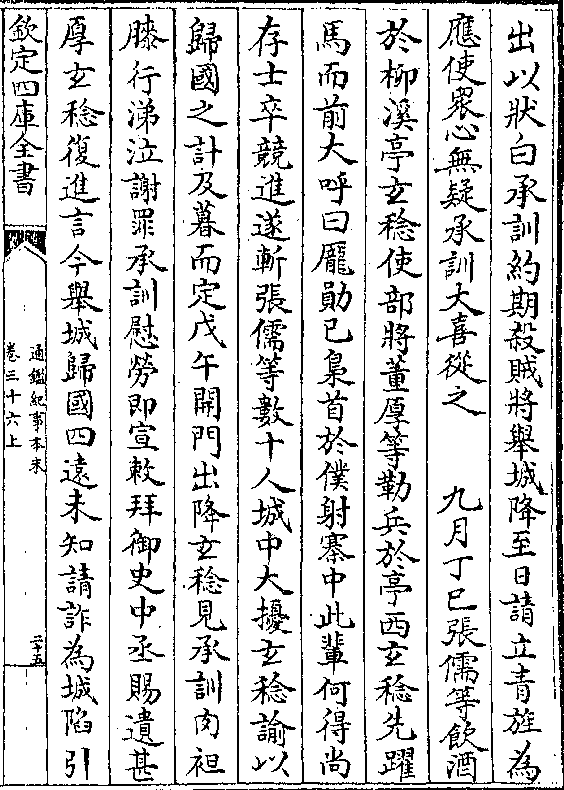 出以狀白承訓約期殺賊將舉城降至日請立青旌為
應使衆心無疑承訓大喜從之　　九月丁巳張儒等飲酒
於柳溪亭玄稔使部將董厚等勒兵於亭西玄稔先躍
馬而前大呼曰龐勛已梟首於僕射寨中此輩何得尚
存士卒競進遂斬張儒等數十人城中大擾玄稔諭以
歸國之計及暮而定戊午開門出降玄稔見承訓肉袒
膝行涕泣謝罪承訓慰勞即宣敕拜御史中丞賜遺甚
厚玄稔復進言今舉城歸國四遠未知請詐為城陷引
欽定四庫全書
通鑑紀事本末
卷三十六上
二十五